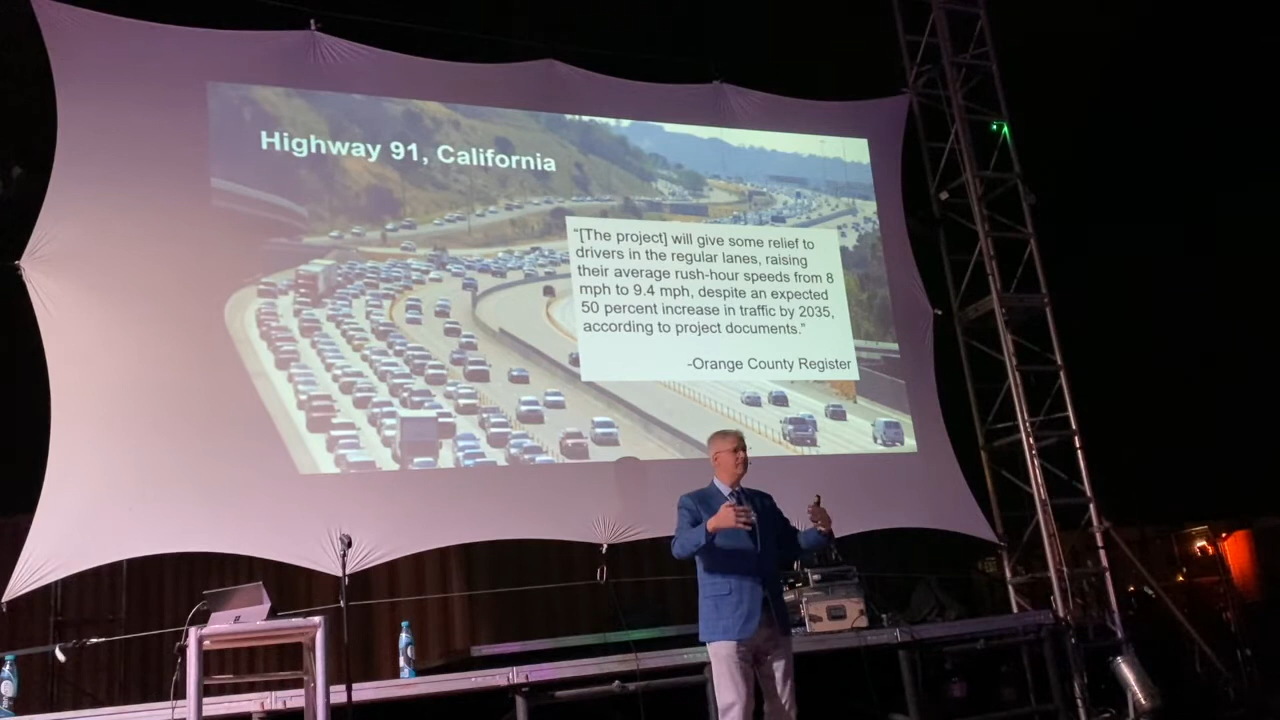 Highway 91, California
“[The project] will give some relief to
drivers in the regular lanes, raising
their average rush-hour speeds from 8
mph to 9.4 mph, despite an expected
50 percent increase in traffic by 2035,
according to project documents.”
-Orange County Register